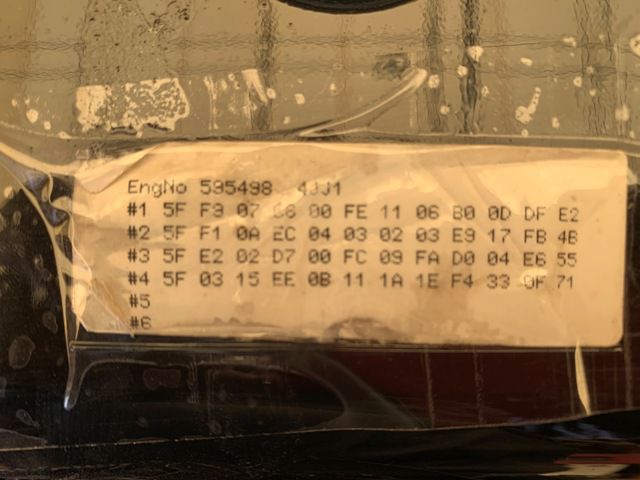 EngNo 595498 4JJ1
#1 5F F9 07 C8 00 FE 11 06 B0 0D DF E2
#2 5F F1 0A EC 04 03 02 03 E9 17 FB 4B
#3 5F E2 02 D7 00 FC 09 FA D0 04 E6 55
#4 5F 03 15 EE 0B 11 1A 1E F4 33 0F 71
#5
#6